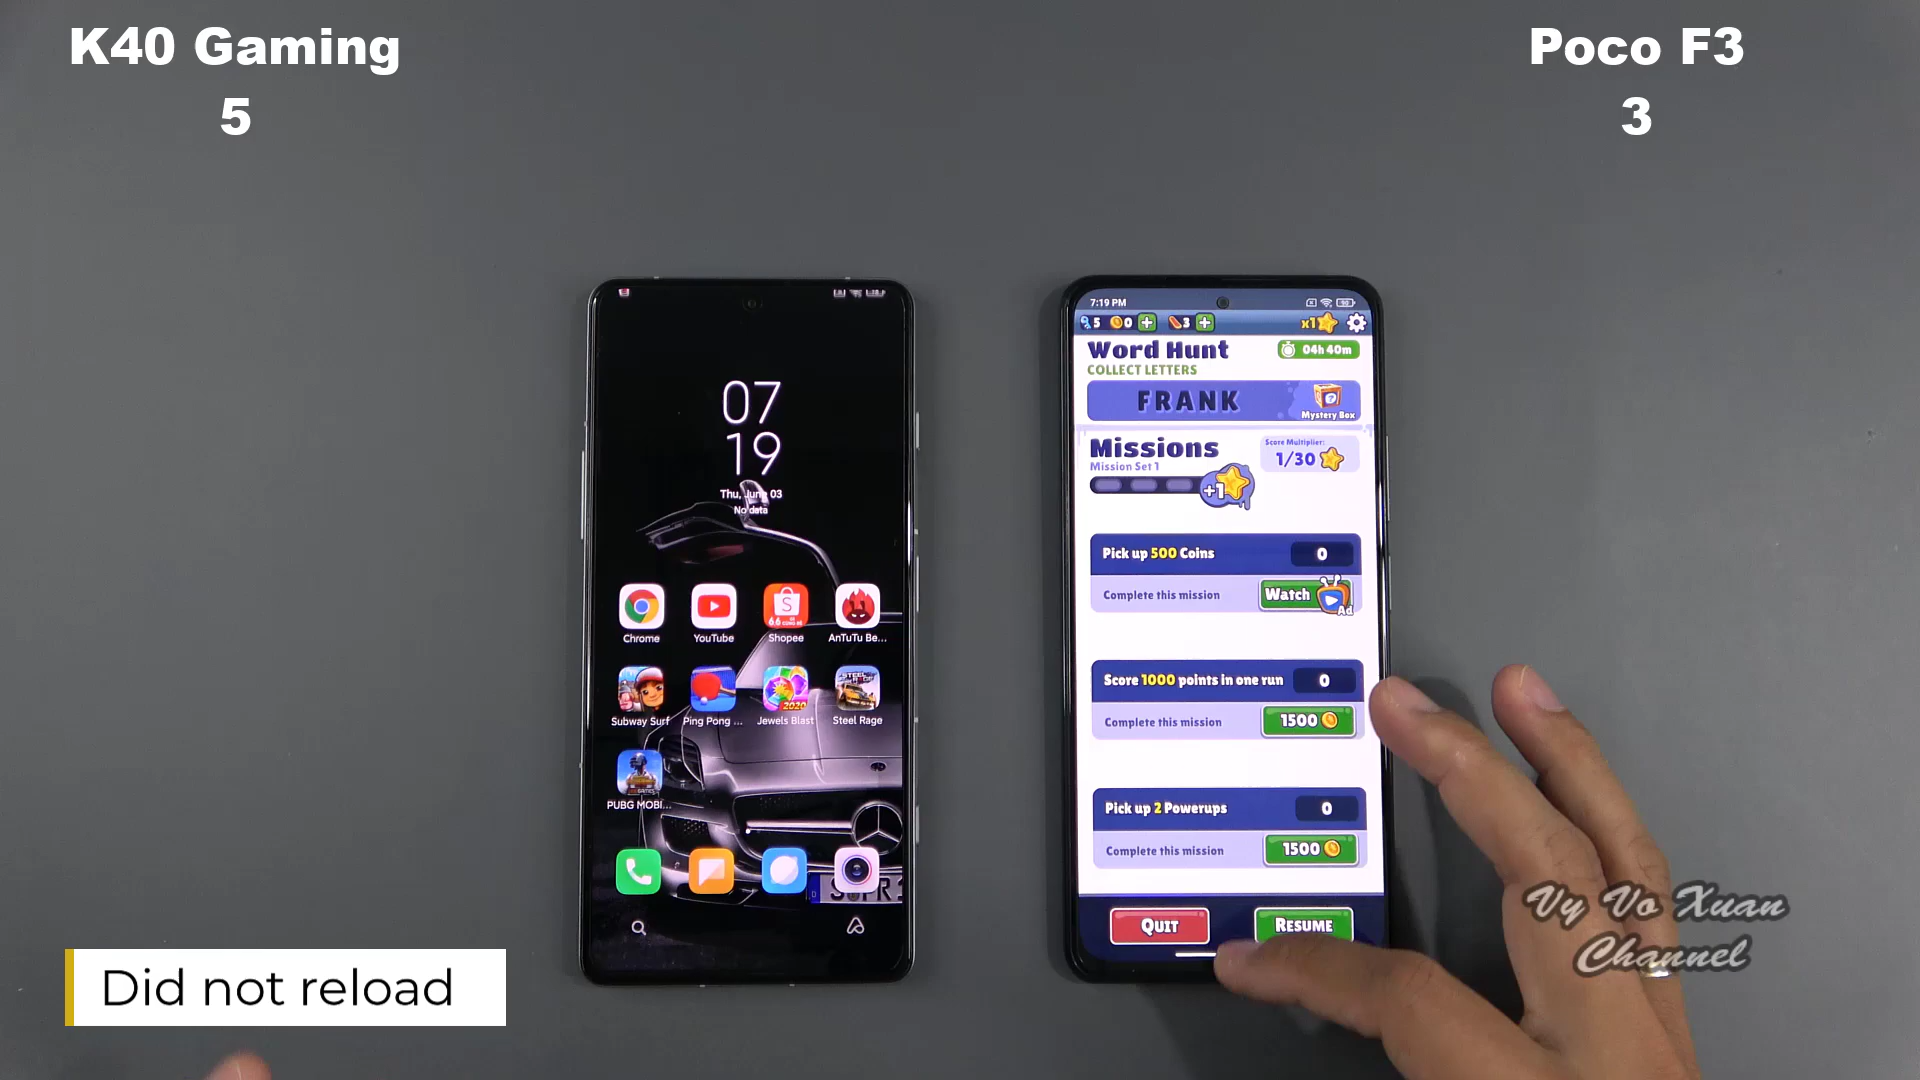 K40 Gaming
5
Poco F3
3
07
19
Thu, June 03
No data
Chrome
YouTube
Shopee
AnTuTu Be...
Subway Surf
Ping Pong ...
Jewels Blast
Steel Rage
PUBG MOBI...
7:19 PM
5
0
3
x1
Word Hunt
04h 40m
COLLECT LETTERS
FRANK
Mystery Box
Missions
Mission Set 1
Score Multiplier:
1/30
+1
Pick up 500 Coins
0
Complete this mission
Watch
Ad
Score 1000 points in one run
0
Complete this mission
1500
Pick up 2 Powerups
0
Complete this mission
1500
QUIT
RESUME
Vy Vo Xuan
Channel
Did not reload